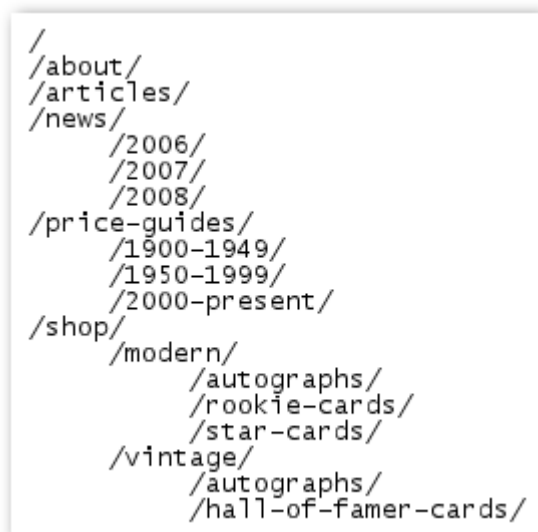 /
/about/
/articles/
/news/
/2006/
/2007/
/2008/
/price-guides/
/1900-1949/
/1950-1999/
/2000-present/
/shop/
/modern/
/autographs/
/rookie-cards/
/star-cards/
/vintage/
/autographs/
/hall-of-famer-cards/